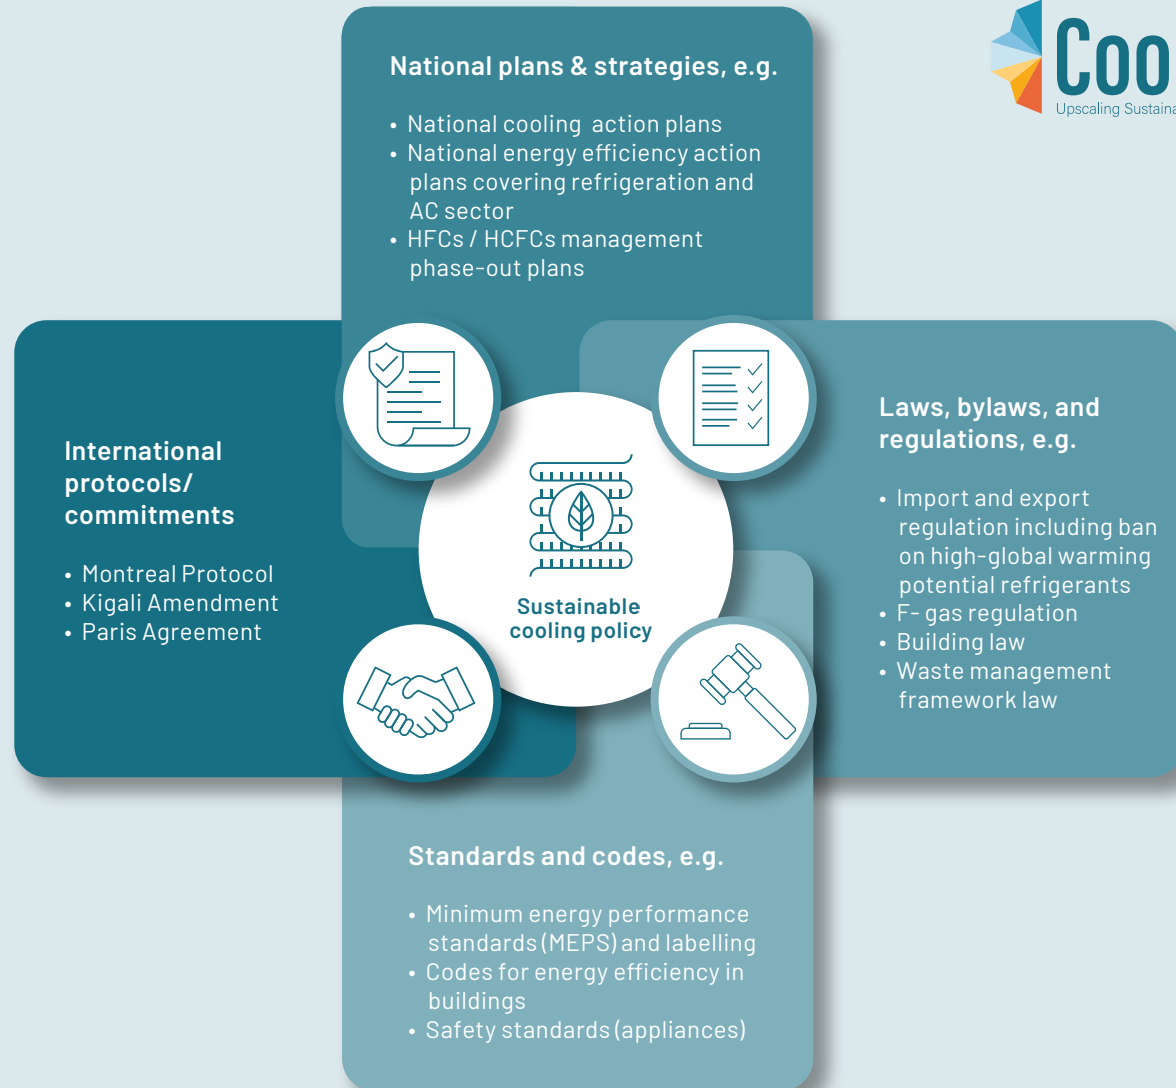 Coo
Upscaling Sustaina
National plans & strategies, e.g.
• National cooling action plans
• National energy efficiency action
plans covering refrigeration and
AC sector
• HFCs / HCFCs management
phase-out plans
International
protocols/
commitments
• Montreal Protocol
• Kigali Amendment
• Paris Agreement
Sustainable
cooling policy
Laws, bylaws, and
regulations, e.g.
• Import and export
regulation including ban
on high-global warming
potential refrigerants
• F- gas regulation
• Building law
• Waste management
framework law
Standards and codes, e.g.
• Minimum energy performance
standards (MEPS) and labelling
• Codes for energy efficiency in
buildings
• Safety standards (appliances)